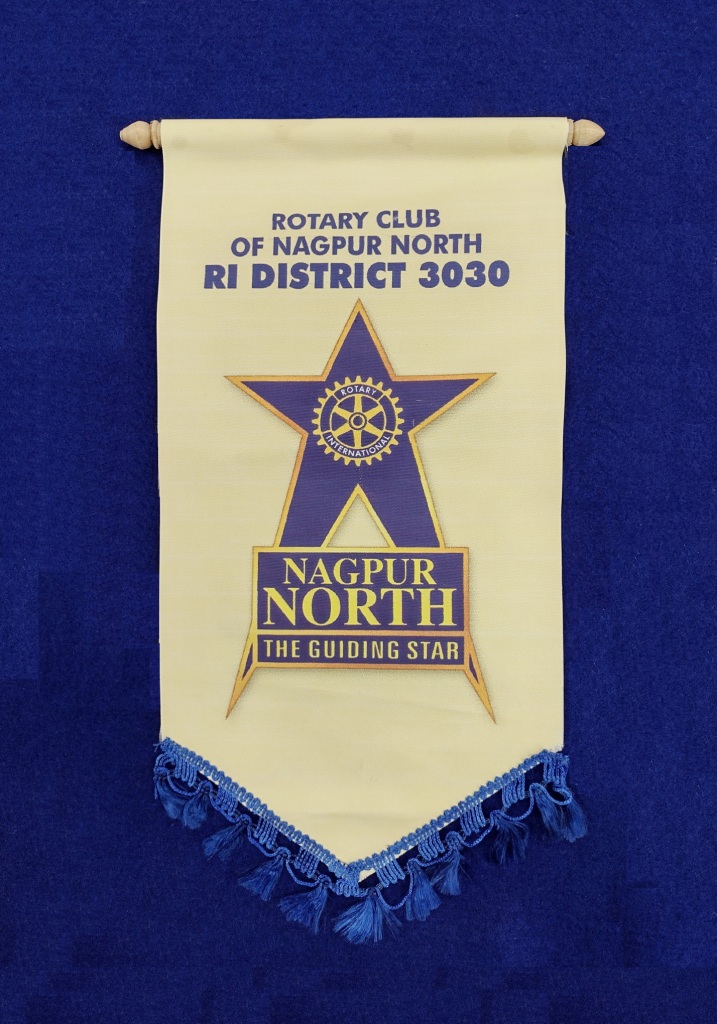 ROTARY CLUB
OF NAGPUR NORTH
RI DISTRICT 3030
ROTARY
INTERNATIONAL
NAGPUR
NORTH
THE GUIDING STAR